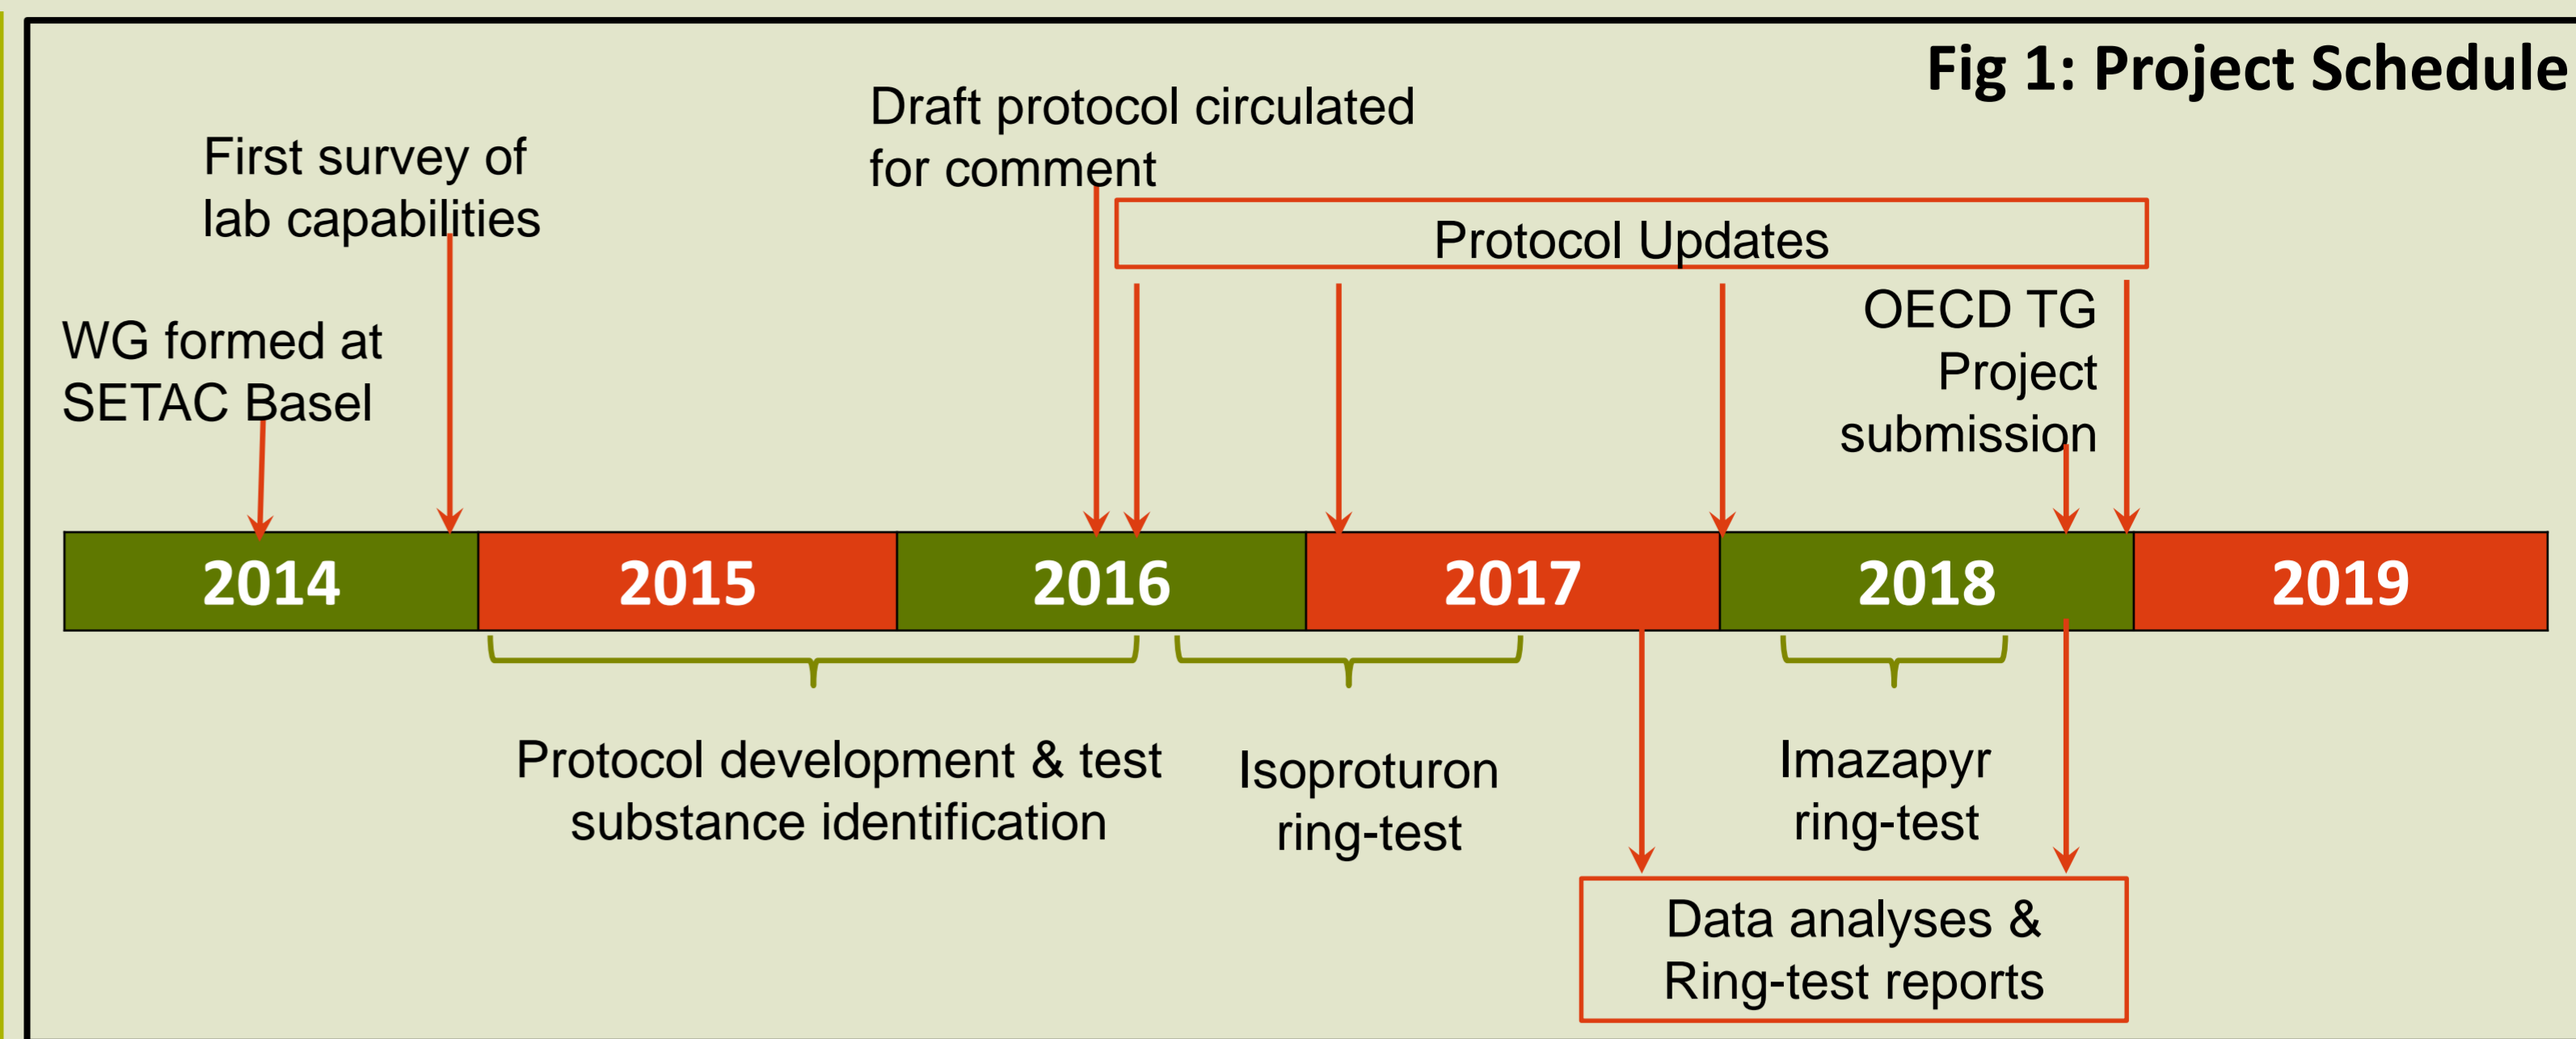 Fig 1: Project Schedule
Draft protocol circulated
for comment
First survey of
lab capabilities
Protocol Updates
WG formed at
SETAC Basel
OECD TG
Project
submission
2014
2015
2016
2017
2018
2019
Protocol development & test
substance identification
Isoproturon
ring-test
Imazapyr
ring-test
Data analyses &
Ring-test reports